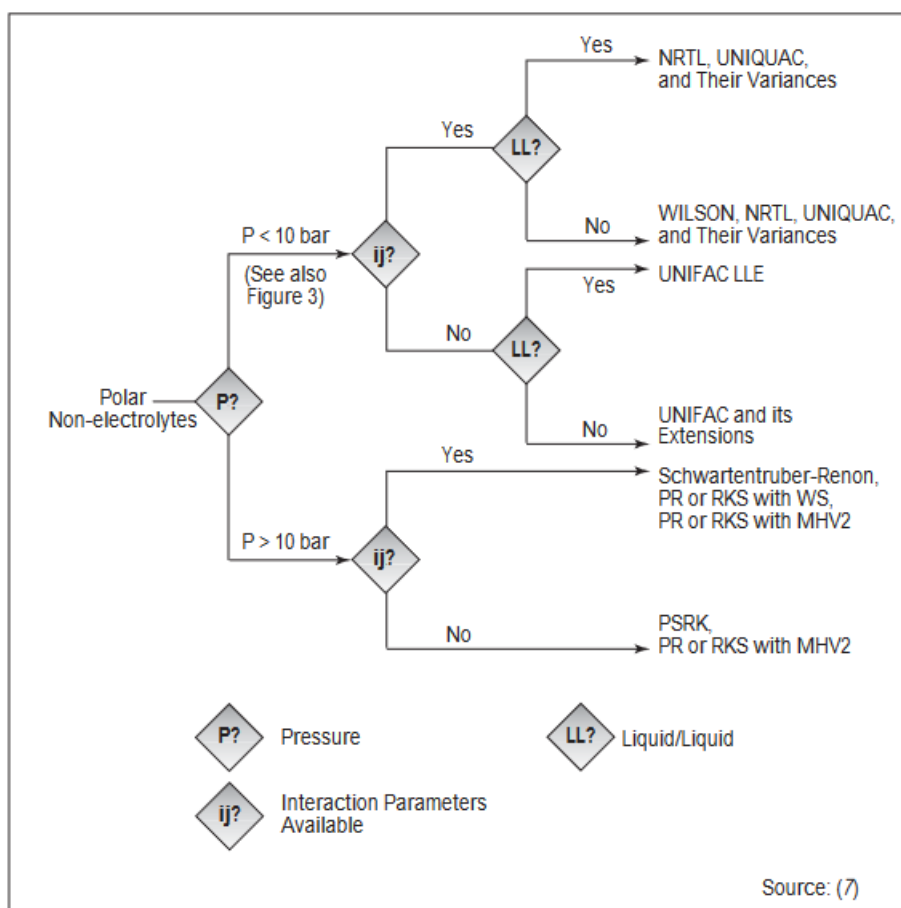 Yes
NRTL, UNIQUAC,
and Their Variances
Yes
LL?
No
WILSON, NRTL, UNIQUAC,
and Their Variances
P < 10 bar
(See also
Figure 3)
ij?
Yes
UNIFAC LLE
No
LL?
Polar
Non-electrolytes
P?
No
UNIFAC and its
Extensions
Yes
Schwartentruber-Renon,
PR or RKS with WS,
PR or RKS with MHV2
P > 10 bar
ij?
No
PSRK,
PR or RKS with MHV2
P?
Pressure
LL?
Liquid/Liquid
ij?
Interaction Parameters
Available
Source: (7)